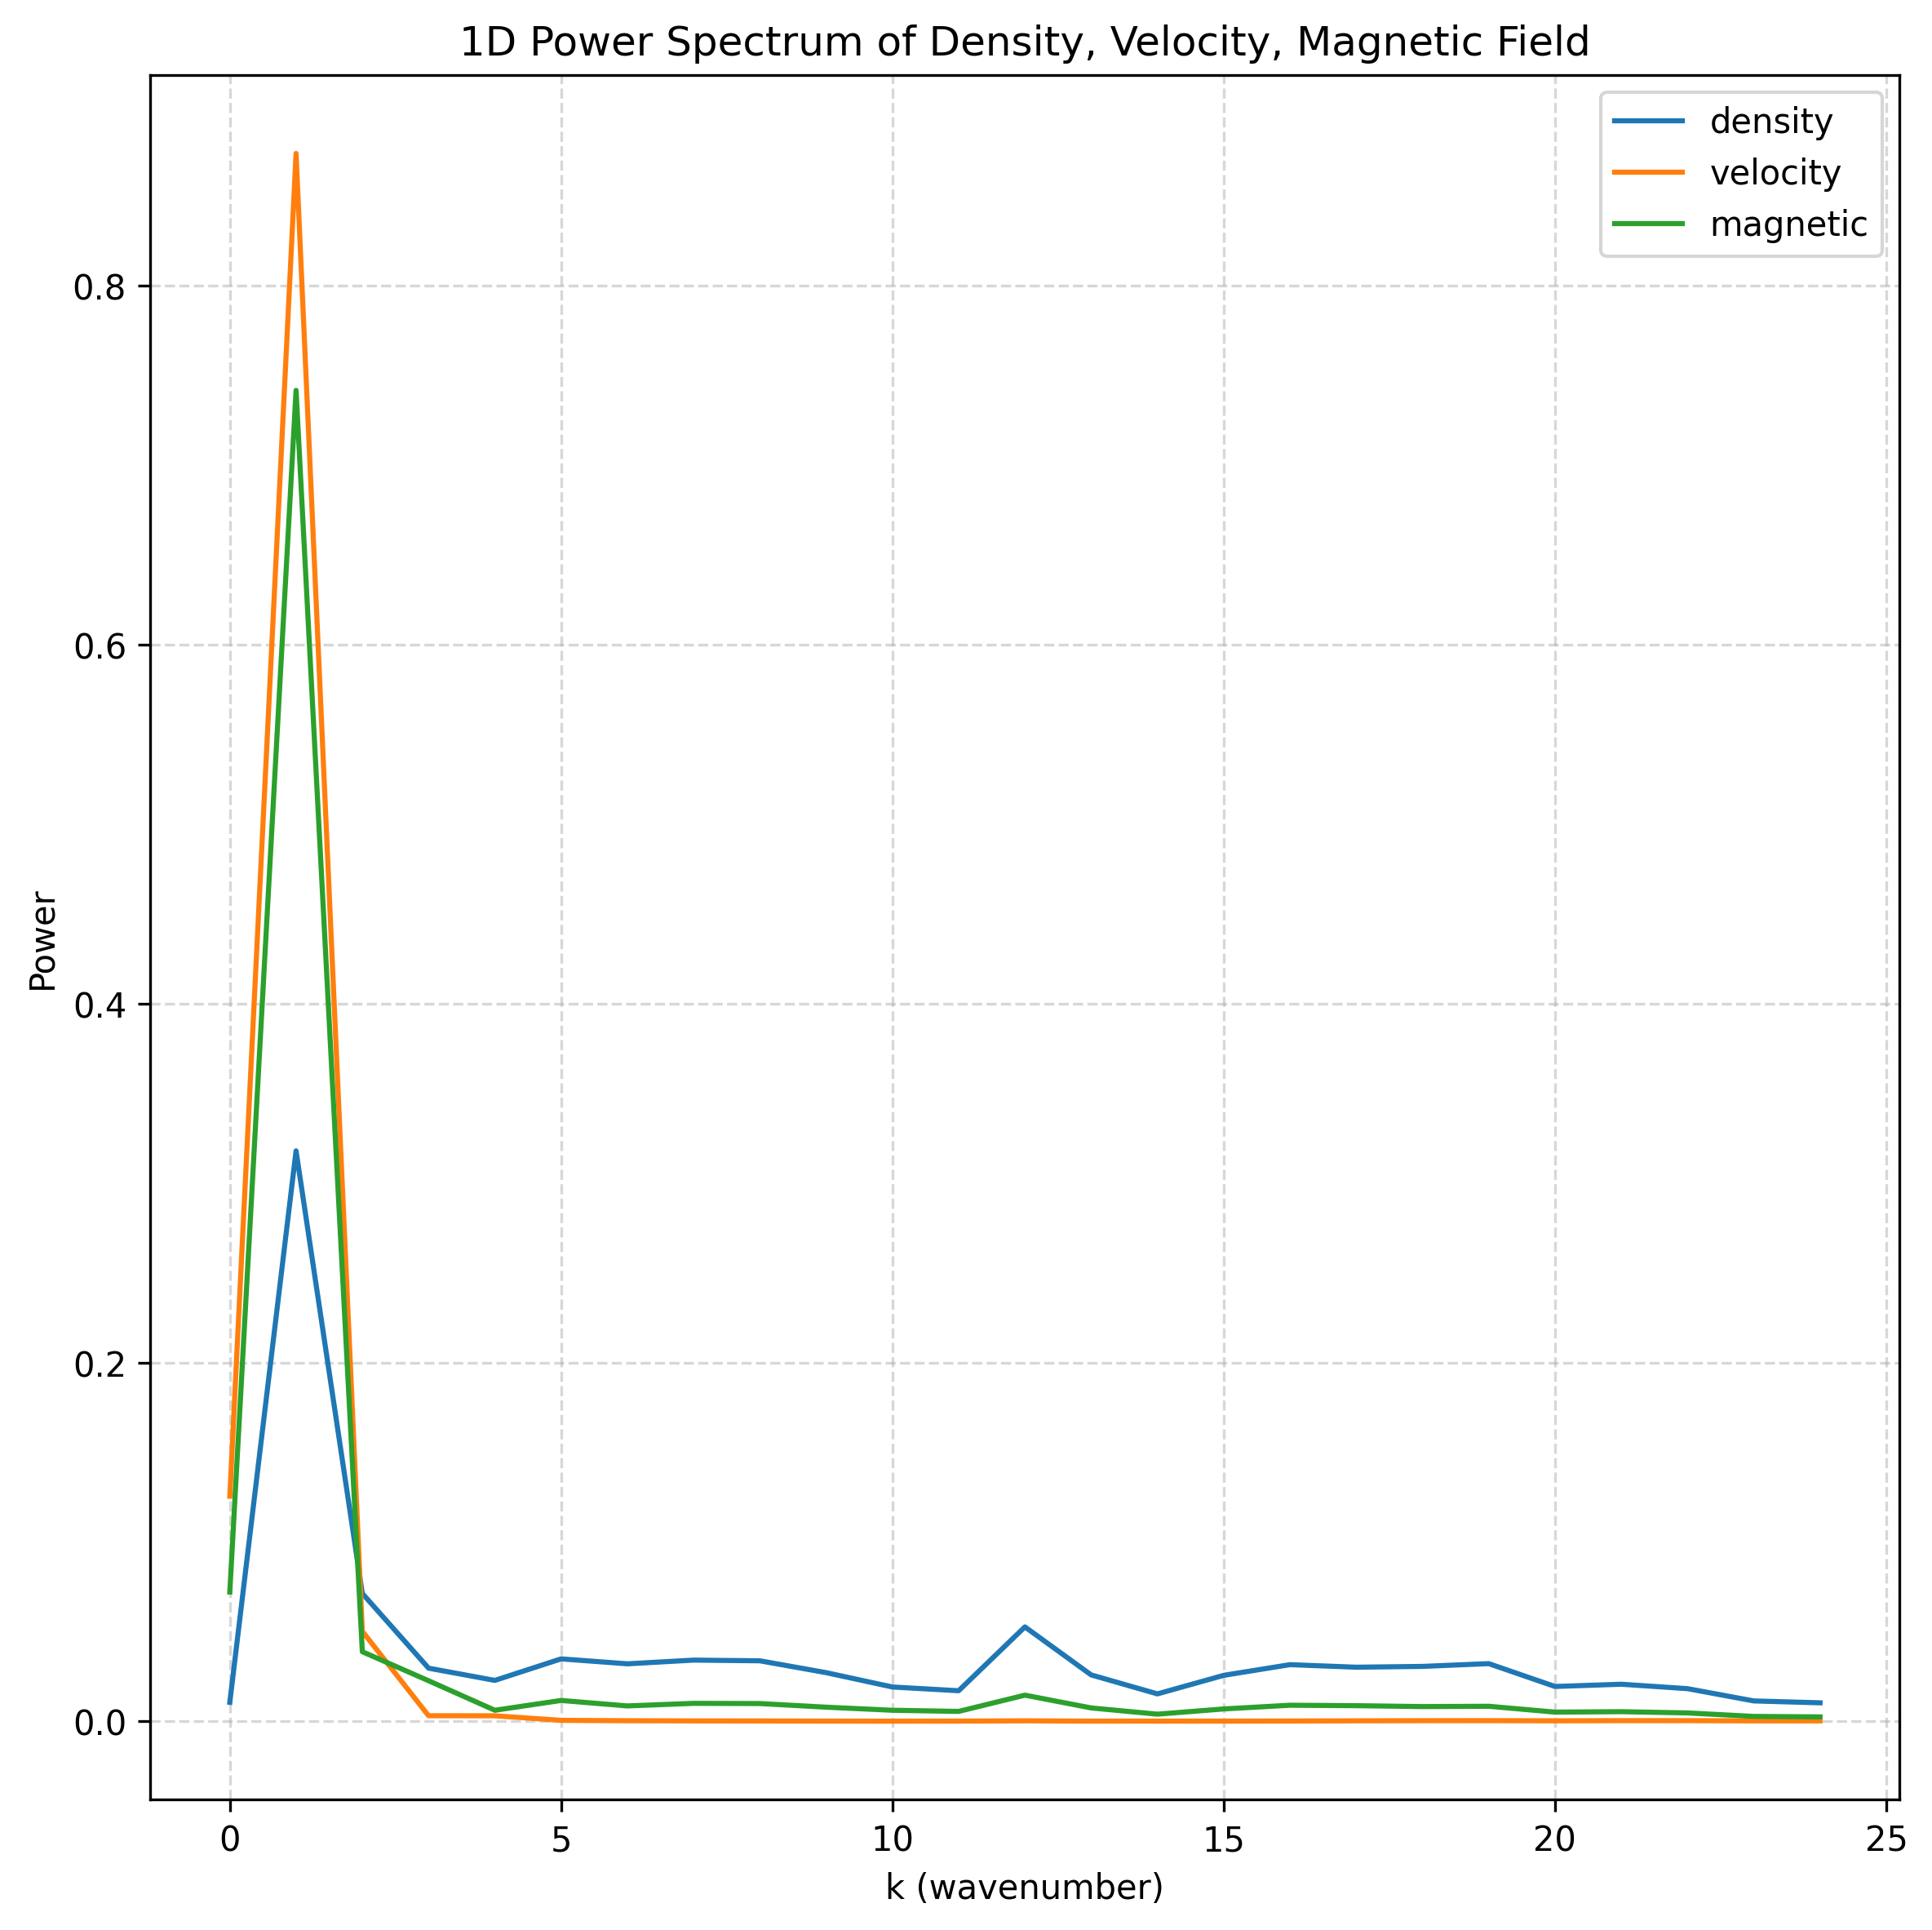 1D Power Spectrum of Density, Velocity, Magnetic Field
density
velocity
magnetic
0.8
0.6
0.4
0.2
0.0
Power
0 5 10 15 20 25
k (wavenumber)